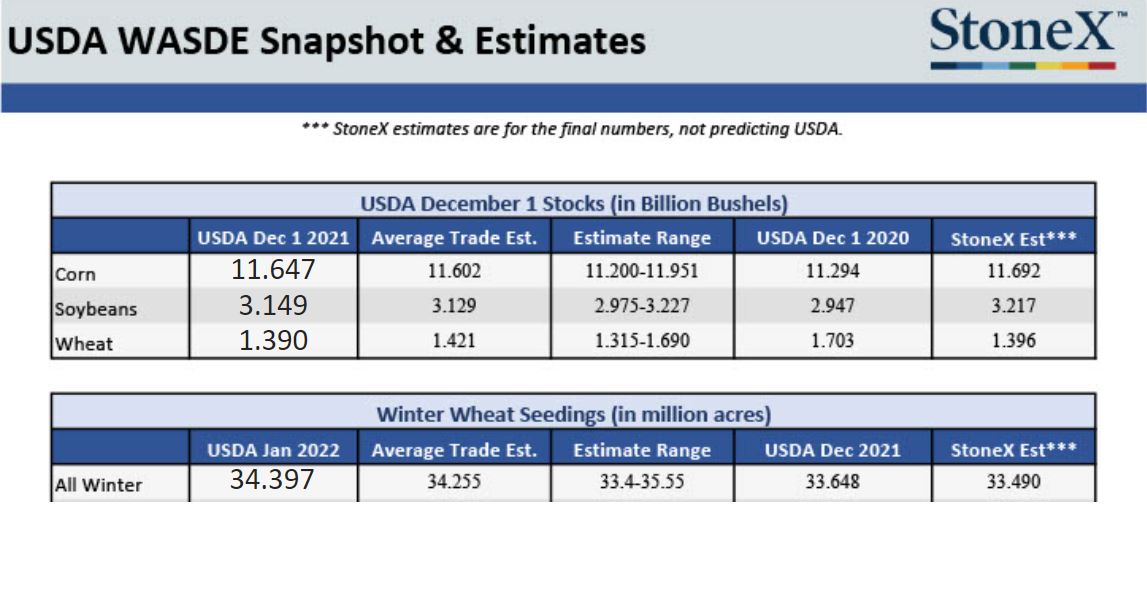 USDA WASDE Snapshot & Estimates
StoneX™
*** StoneX estimates are for the final numbers, not predicting USDA.
USDA December 1 Stocks (in Billion Bushels)
USDA Dec 1 2021 Average Trade Est. Estimate Range USDA Dec 1 2020 StoneX Est***
Corn 11.647 11.602 11.200-11.951 11.294 11.692
Soybeans 3.149 3.129 2.975-3.227 2.947 3.217
Wheat 1.390 1.421 1.315-1.690 1.703 1.396
Winter Wheat Seedings (in million acres)
USDA Jan 2022 Average Trade Est. Estimate Range USDA Dec 2021 StoneX Est***
All Winter 34.397 34.255 33.4-35.55 33.648 33.490